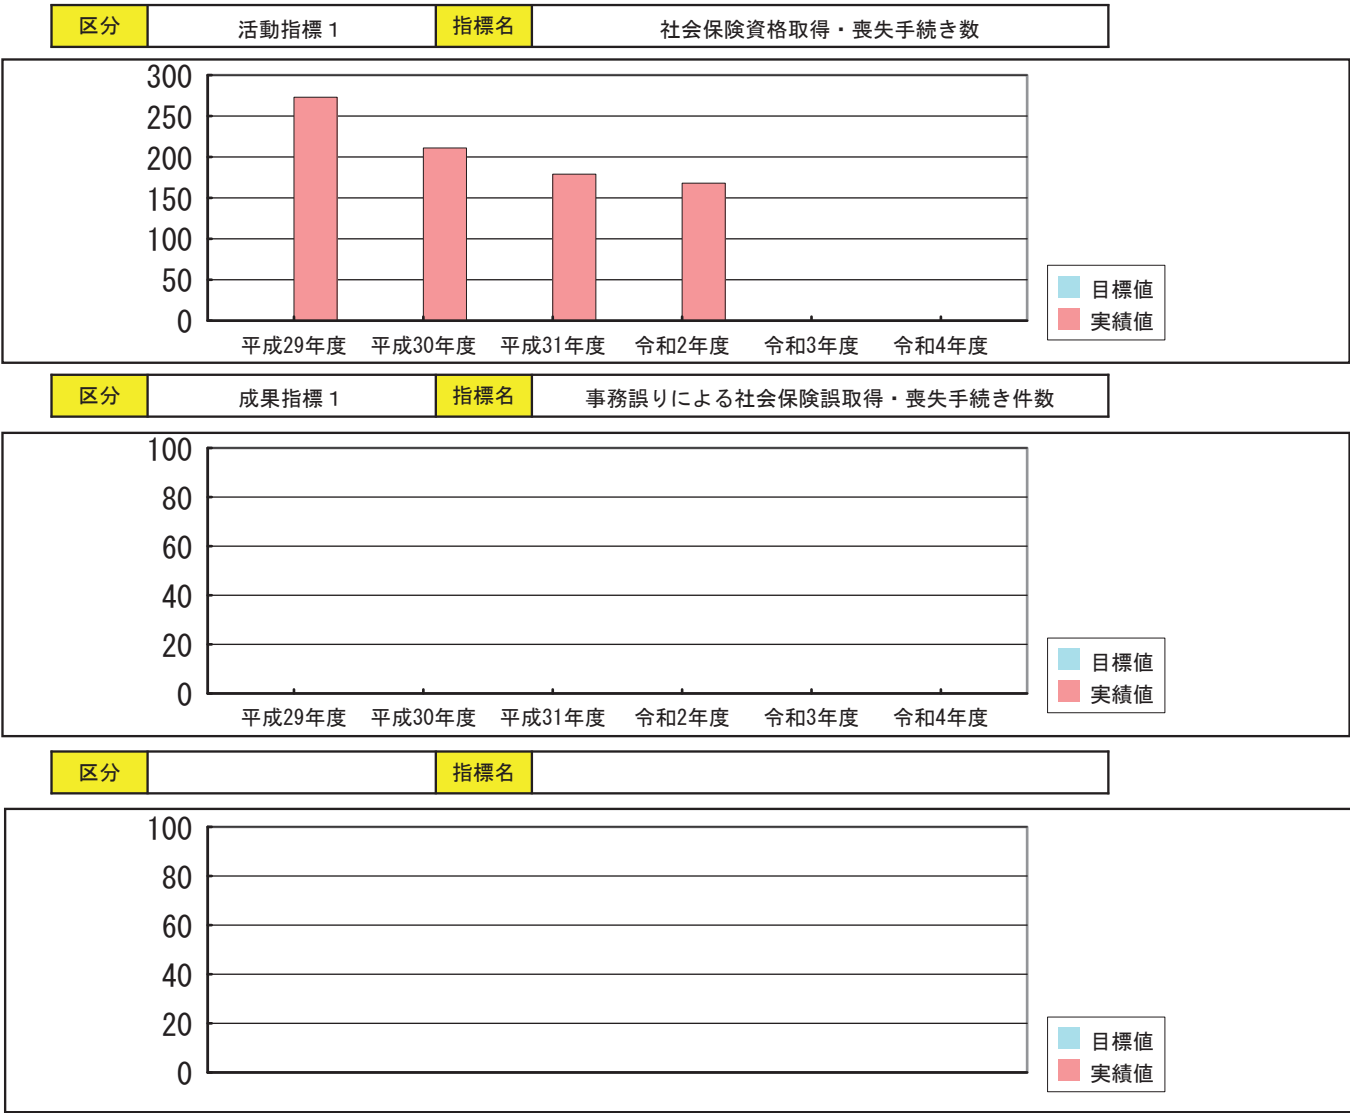 区分 活動指標１ 指標名 社会保険資格取得・喪失手続き数
300
250
200
150
100
50
0
平成29年度 平成30年度 平成31年度 令和2年度 令和3年度 令和4年度
目標値
実績値
区分 成果指標１ 指標名 事務誤りによる社会保険誤取得・喪失手続き件数
100
80
60
40
20
0
平成29年度 平成30年度 平成31年度 令和2年度 令和3年度 令和4年度
目標値
実績値
区分 指標名
100
80
60
40
20
0
目標値
実績値